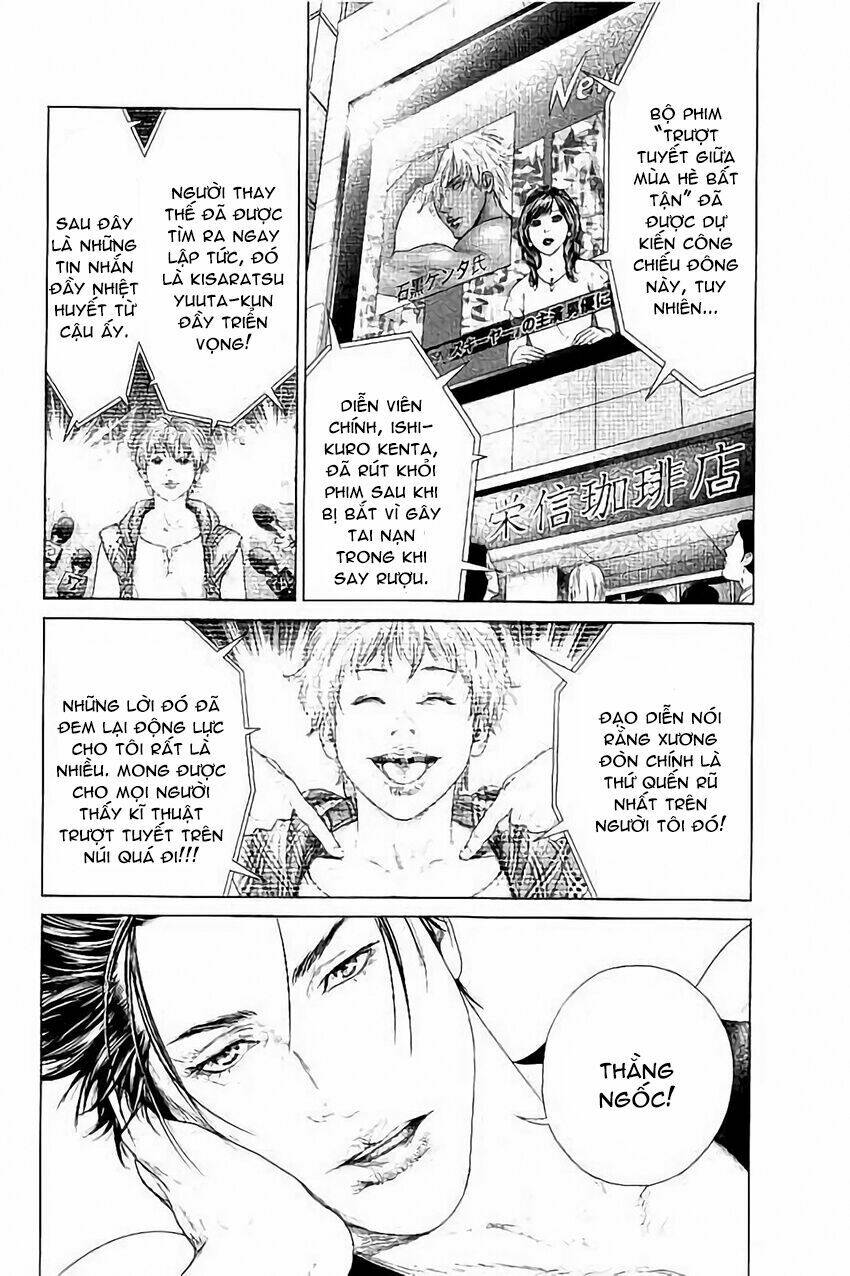 BỘ PHIM
"TRƯỢT
TUYẾT GIỮA
MÙA HÈ BẤT
TẬN" ĐÃ
ĐƯỢC DỰ
KIẾN CÔNG
CHIẾU ĐÔNG
NÀY, TUY
NHIÊN...
New
石黒ケンタ氏
スキーヤー」の主演男優に
DIỄN VIÊN
CHÍNH, ISHI-
KURO KENTA,
ĐÃ RÚT KHỎI
PHIM SAU KHI
BỊ BẮT VÌ GÂY
TAI NẠN
TRONG KHI
SAY RƯỢU.
栄信珈琲店
NGƯỜI THAY
THẾ ĐÃ ĐƯỢC
TÌM RA NGAY
LẬP TỨC, ĐÓ
LÀ KISARATSU
YUUTA-KUN
ĐẦY TRIỂN
VỌNG!
SAU ĐÂY
LÀ NHỮNG
TIN NHẮN
ĐẦY NHIỆT
HUYẾT TỪ
CẬU ẤY.
ĐẠO DIỄN NÓI
RẰNG XƯƠNG
ĐÒN CHÍNH LÀ
THỨ QUẾN RŨ
NHẤT TRÊN
NGƯỜI TÔI ĐÓ!
NHỮNG LỜI ĐÓ ĐÃ
ĐEM LẠI ĐỘNG LỰC
CHO TÔI RẤT LÀ
NHIỀU. MONG ĐƯỢC
CHO MỌI NGƯỜI
THẤY KĨ THUẬT
TRƯỢT TUYẾT TRÊN
NÚI QUÁ ĐI!!!
THẰNG
NGỐC!